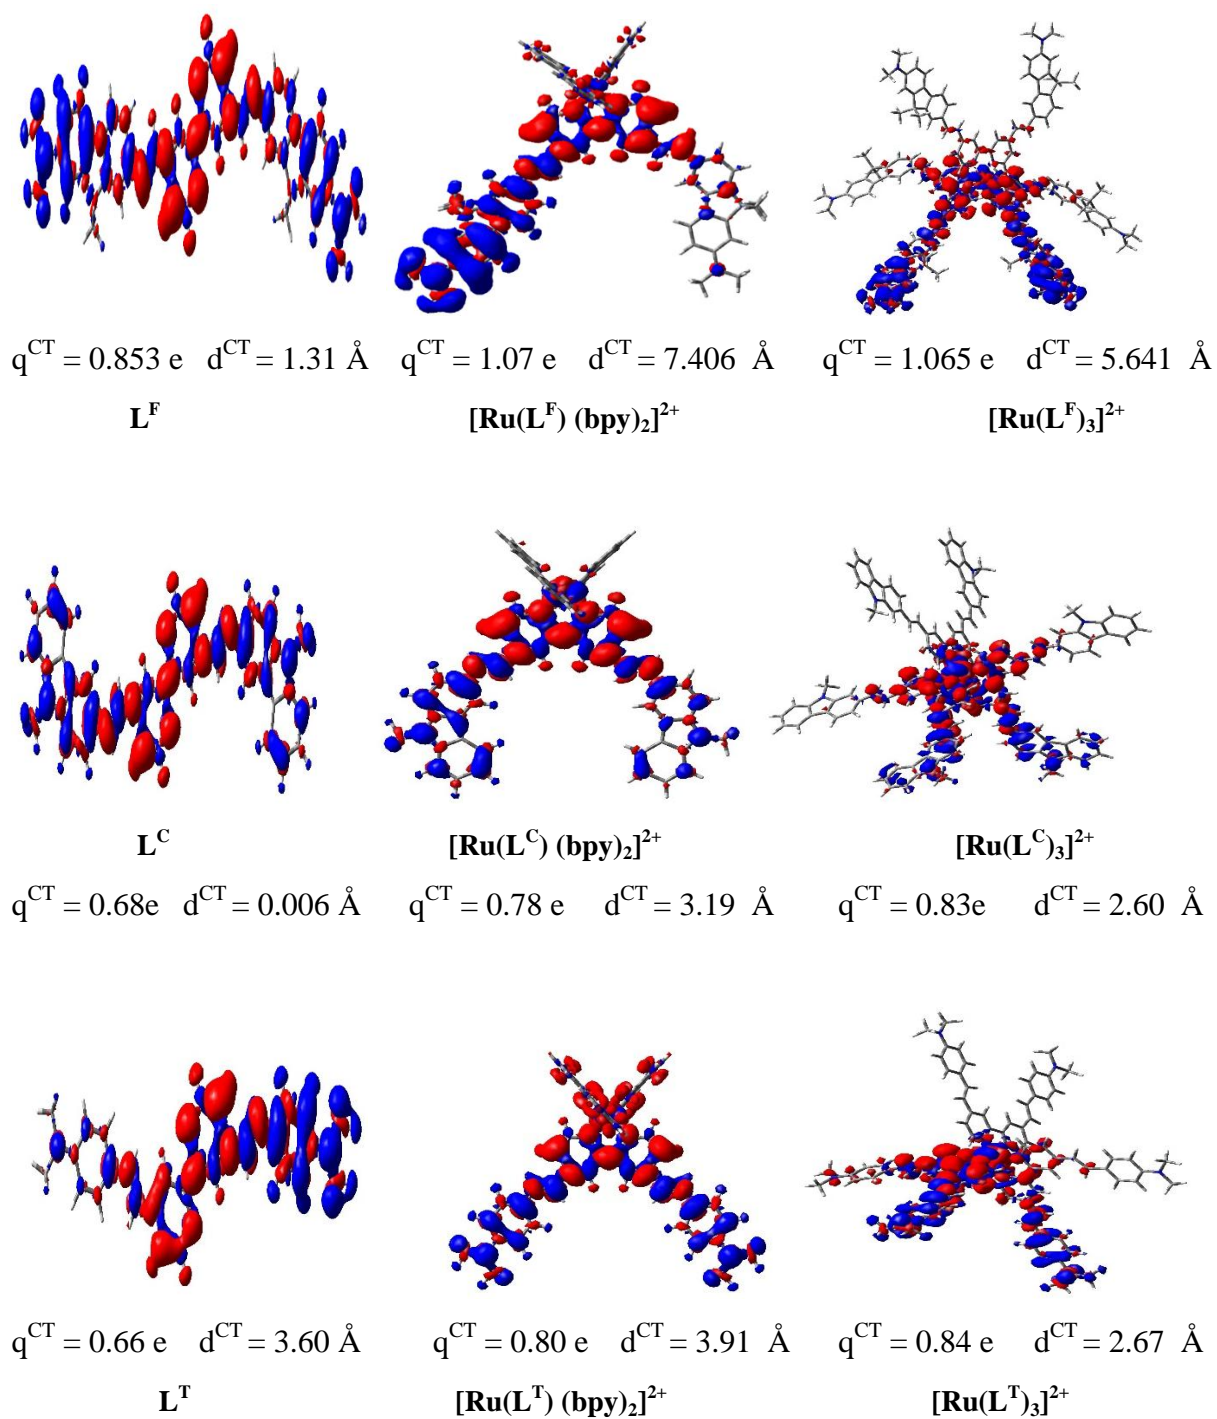 q^CT = 0.853 e d^CT = 1.31 Å q^CT = 1.07 e d^CT = 7.406 Å q^CT = 1.065 e d^CT = 5.641 Å
L^F [Ru(L^F) (bpy)₂]²⁺ [Ru(L^F)₃]²⁺
L^C [Ru(L^C) (bpy)₂]²⁺ [Ru(L^C)₃]²⁺
q^CT = 0.68e d^CT = 0.006 Å q^CT = 0.78 e d^CT = 3.19 Å q^CT = 0.83e d^CT = 2.60 Å
q^CT = 0.66 e d^CT = 3.60 Å q^CT = 0.80 e d^CT = 3.91 Å q^CT = 0.84 e d^CT = 2.67 Å
L^T [Ru(L^T) (bpy)₂]²⁺ [Ru(L^T)₃]²⁺